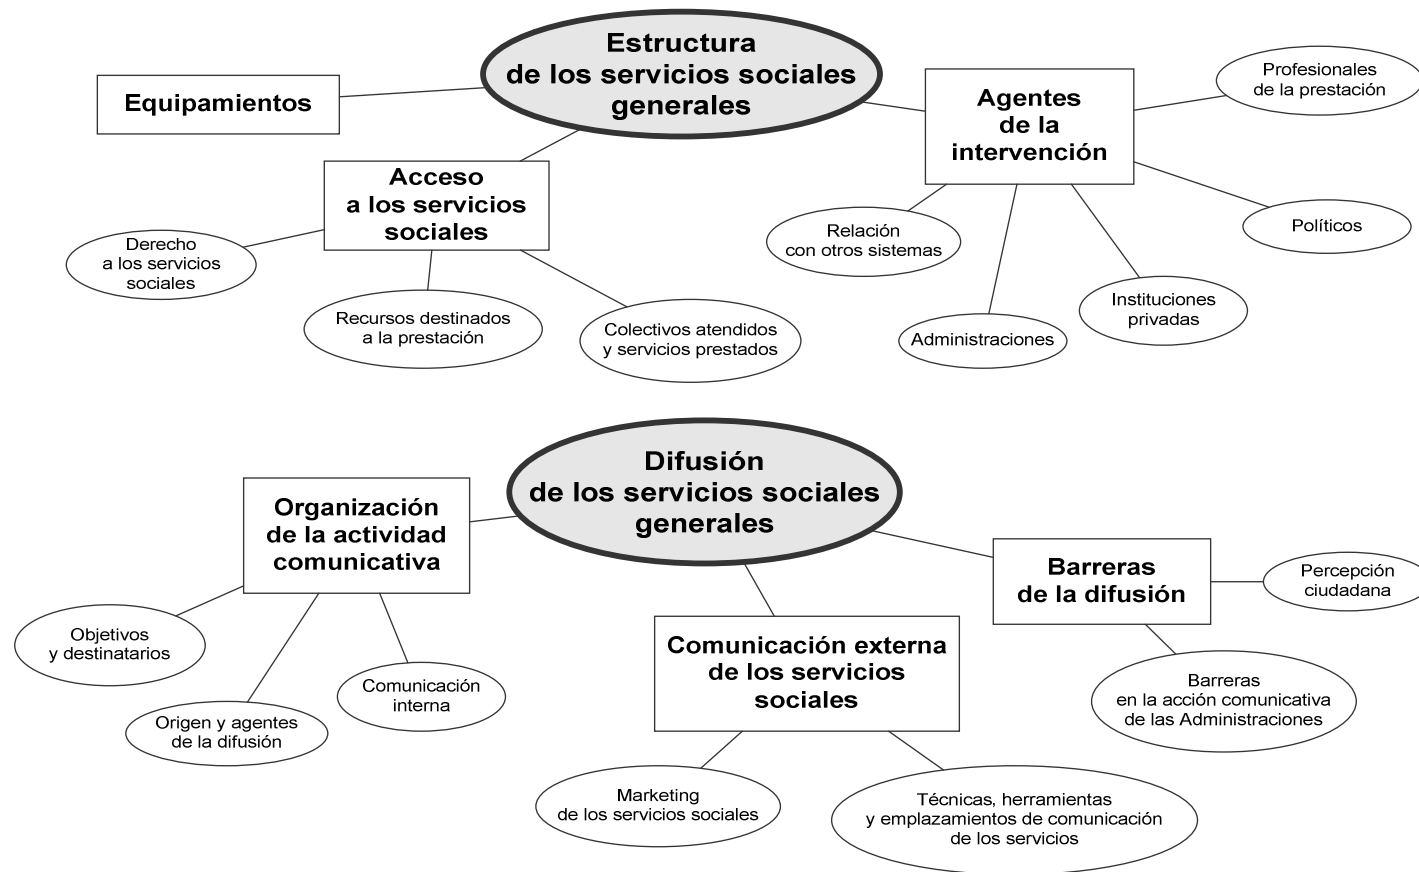 Estructura
de los servicios sociales
generales
Equipamientos
Acceso
a los servicios
sociales
Derecho
a los servicios
sociales
Recursos destinados
a la prestación
Colectivos atendidos
y servicios prestados
Agentes
de la
intervención
Profesionales
de la prestación
Políticos
Relación
con otros sistemas
Instituciones
privadas
Administraciones
Difusión
de los servicios sociales
generales
Organización
de la actividad
comunicativa
Objetivos
y destinatarios
Origen y agentes
de la difusión
Comunicación
interna
Comunicación externa
de los servicios
sociales
Marketing
de los servicios sociales
Técnicas, herramientas
y emplazamientos de comunicación
de los servicios
Barreras
de la difusión
Percepción
ciudadana
Barreras
en la acción comunicativa
de las Administraciones